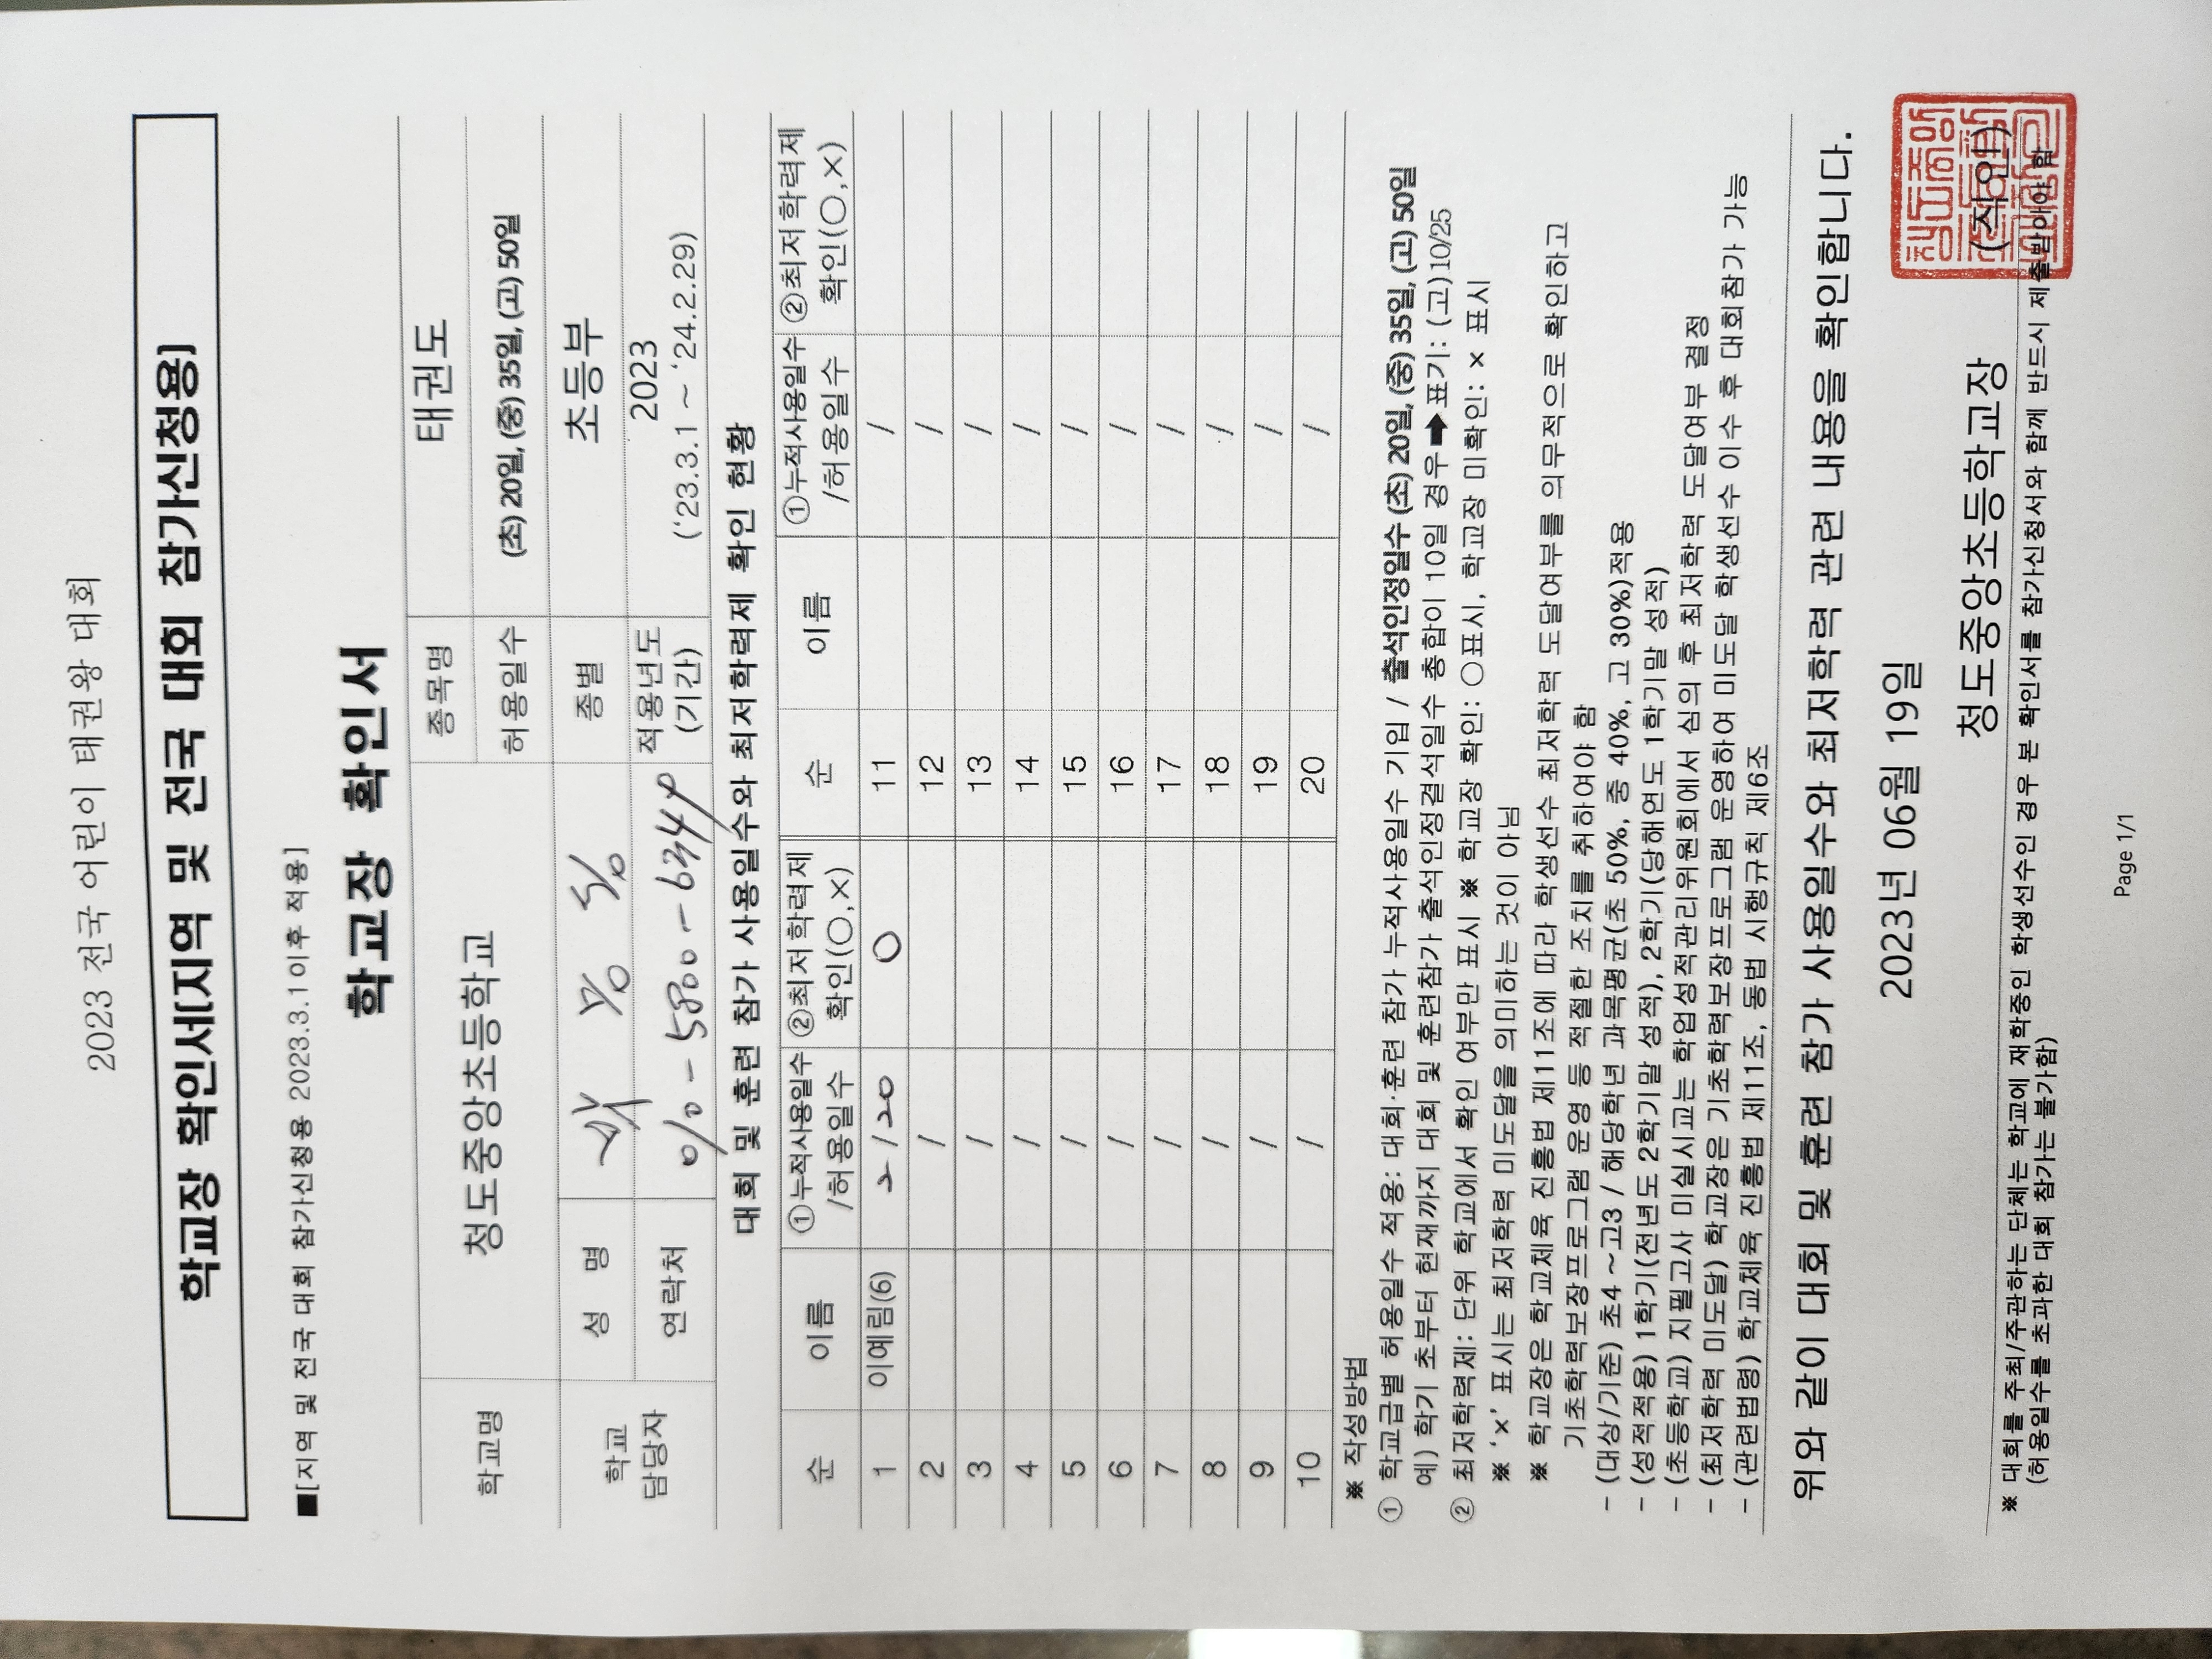 2023 전국 어린이 태권왕 대회
학교장 확인서[지역 및 전국 대회 참가신청용]
■[지역 및 전국 대회 참가신청용 2023.3.1이후 적용]
학교장 확인서
학교명 청도중앙초등학교 종목명 태권도
허용일수 (초) 20일, (중) 35일, (고) 50일
학교 담당자 성 명 종별 초등부
연락처 적용년도 (기간) 2023 ('23.3.1 ~ '24.2.29)
대회 및 훈련 참가 사용일수와 최저학력제 확인 현황
순 이름 ①누적사용일수 /허용일수 ②최저학력제 확인(○,×) 순 이름 ①누적사용일수 /허용일수 ②최저학력제 확인(○,×)
1 이예림(6) 2 / 20 ○ 11 /
2 / 12 /
3 / 13 /
4 / 14 /
5 / 15 /
6 / 16 /
7 / 17 /
8 / 18 /
9 / 19 /
10 / 20 /
※ 작성방법
① 학교급별 허용일수 적용: 대회·훈련 참가 누적사용일수 기입 / 출석인정일수 (초) 20일, (중) 35일, (고) 50일
예) 학기 초부터 현재까지 대회 및 훈련참가 출석인정결석일수 총합이 10일 경우 ➡ 표기: (고)10/25
② 최저학력제: 단위 학교에서 확인 여부만 표시 ※ 학교장 확인: ○표시, 학교장 미확인: × 표시
※ '×' 표시는 최저학력 미도달을 의미하는 것이 아님
※ 학교장은 학교체육 진흥법 제11조에 따라 학생선수 최저학력 도달여부를 의무적으로 확인하고
기초학력보장프로그램 운영 등 적절한 조치를 취하여야 함
- (대상/기준) 초4 ~고3 / 해당학년 과목평균(초 50%, 중 40%, 고 30%)적용
- (성적적용) 1학기(전년도 2학기말 성적), 2학기(당해연도 1학기말 성적)
- (초등학교) 지필고사 미실시교는 학업성적관리위원회에서 심의 후 최저학력 도달여부 결정
- (최저학력 미도달) 학교장은 기초학력보장프로그램 운영하여 미도달 학생선수 이수 후 대회참가 가능
- (관련법령) 학교체육 진흥법 제11조, 동법 시행규칙 제6조
위와 같이 대회 및 훈련 참가 사용일수와 최저학력 관련 내용을 확인합니다.
2023년 06월 19일
청도중앙초등학교장 (직인)
※ 대회를 주최/주관하는 단체는 학교에 재학중인 학생선수인 경우 본 확인서를 참가신청서와 함께 반드시 제출받아야 함
(허용일수를 초과한 대회 참가는 불가함)
Page 1/1